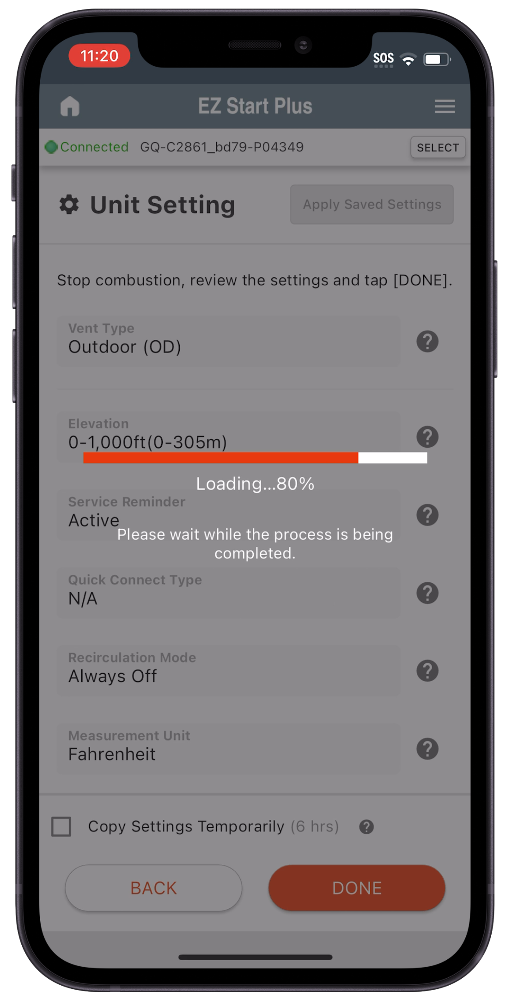 11:20
SOS
EZ Start Plus
Connected GQ-C2861_bd79-P04349 SELECT
Unit Setting Apply Saved Settings
Stop combustion, review the settings and tap [DONE].
Vent Type
Outdoor (OD)
?
Elevation
0-1,000ft(0-305m)
?
Loading...80%
Service Reminder
Active
?
Please wait while the process is being
completed.
Quick Connect Type
N/A
?
Recirculation Mode
Always Off
?
Measurement Unit
Fahrenheit
?
Copy Settings Temporarily (6 hrs) ?
BACK DONE